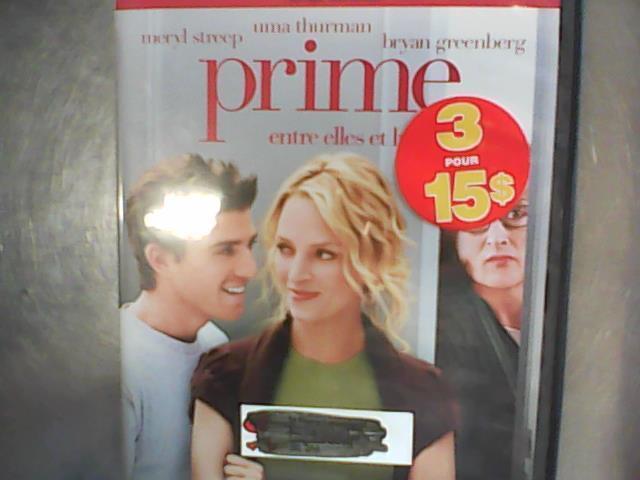 meryl streep uma thurman bryan greenberg
prime
entre elles et
3
POUR
15$